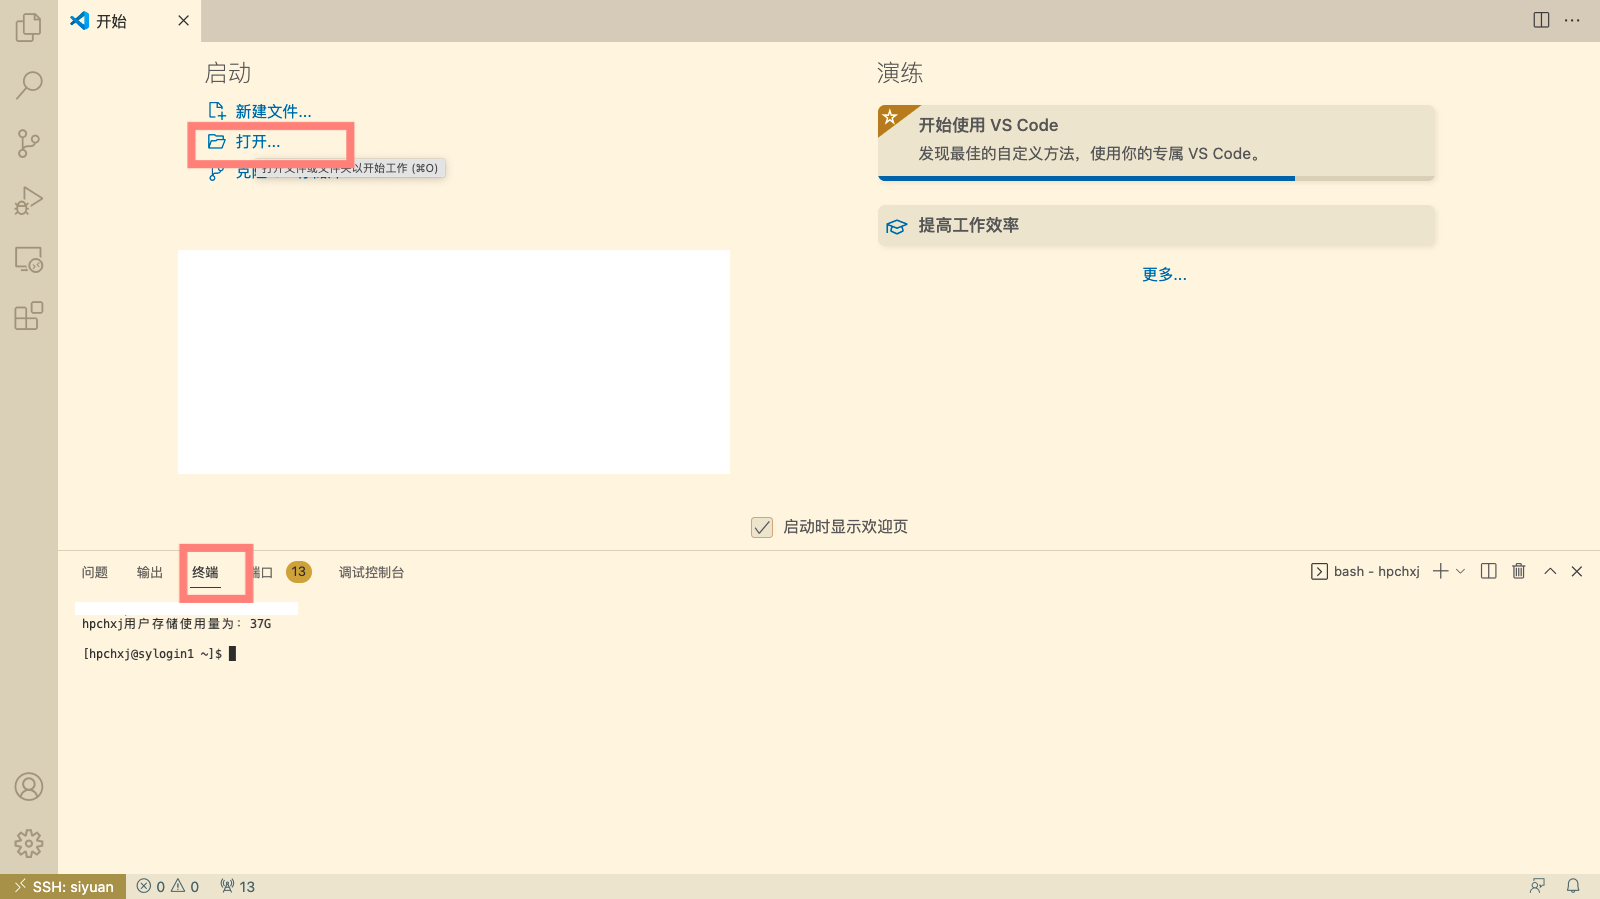 开始
启动
新建文件...
打开...
打开文件或文件夹以开始工作 (⌘O)
演练
开始使用 VS Code
发现最佳的自定义方法，使用你的专属 VS Code。
提高工作效率
更多...
启动时显示欢迎页
问题 输出 终端 端口 13 调试控制台
bash - hpchxj
hpchxj用户存储使用量为: 37G
[hpchxj@sylogin1 ~]$
SSH: siyuan 0 0 13